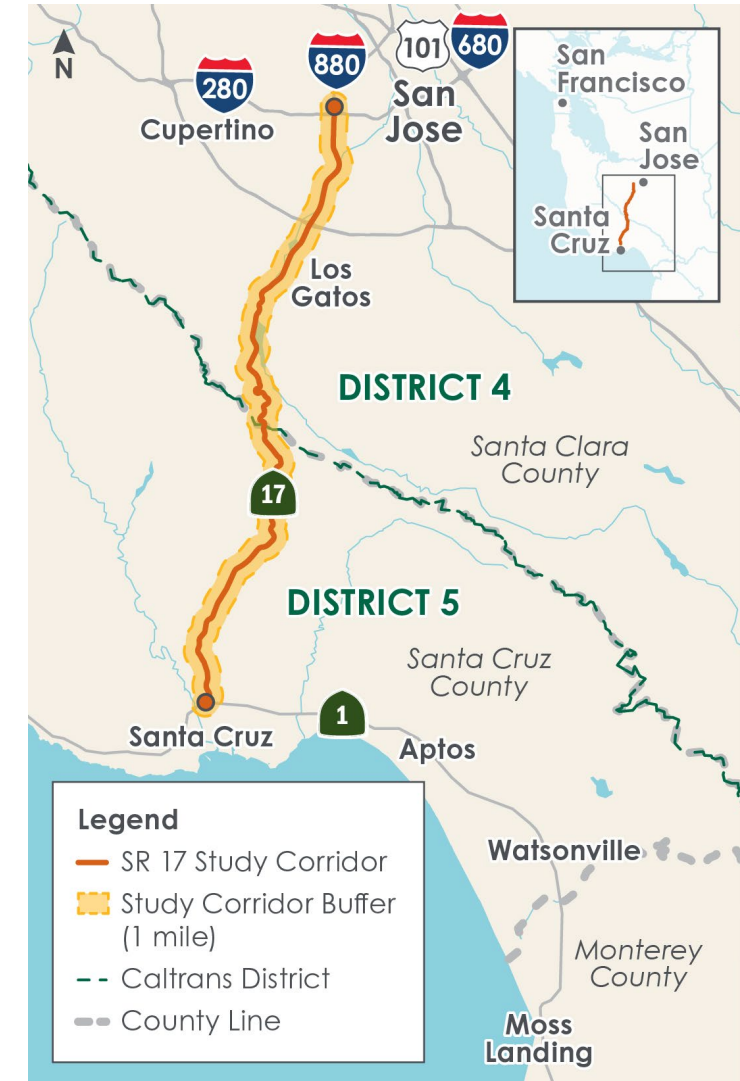 N
280
880
101
680
Cupertino
San
Jose
San
Francisco
San
Jose
Santa
Cruz
Los
Gatos
DISTRICT 4
Santa Clara
County
17
DISTRICT 5
Santa Cruz
County
1
Santa Cruz
Aptos
Legend
SR 17 Study Corridor
Study Corridor Buffer
(1 mile)
Caltrans District
County Line
Watsonville
Monterey
County
Moss
Landing